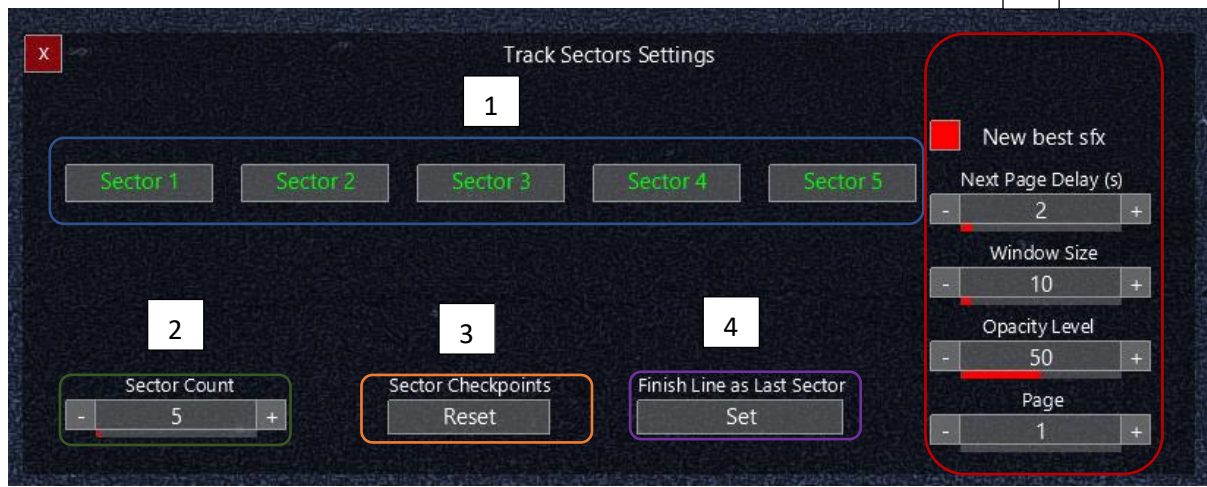 X
Track Sectors Settings
1
Sector 1 Sector 2 Sector 3 Sector 4 Sector 5
New best sfx
Next Page Delay (s)
- 2 +
Window Size
- 10 +
Opacity Level
- 50 +
Page
- 1 +
2
Sector Count
- 5 +
3
Sector Checkpoints
Reset
4
Finish Line as Last Sector
Set